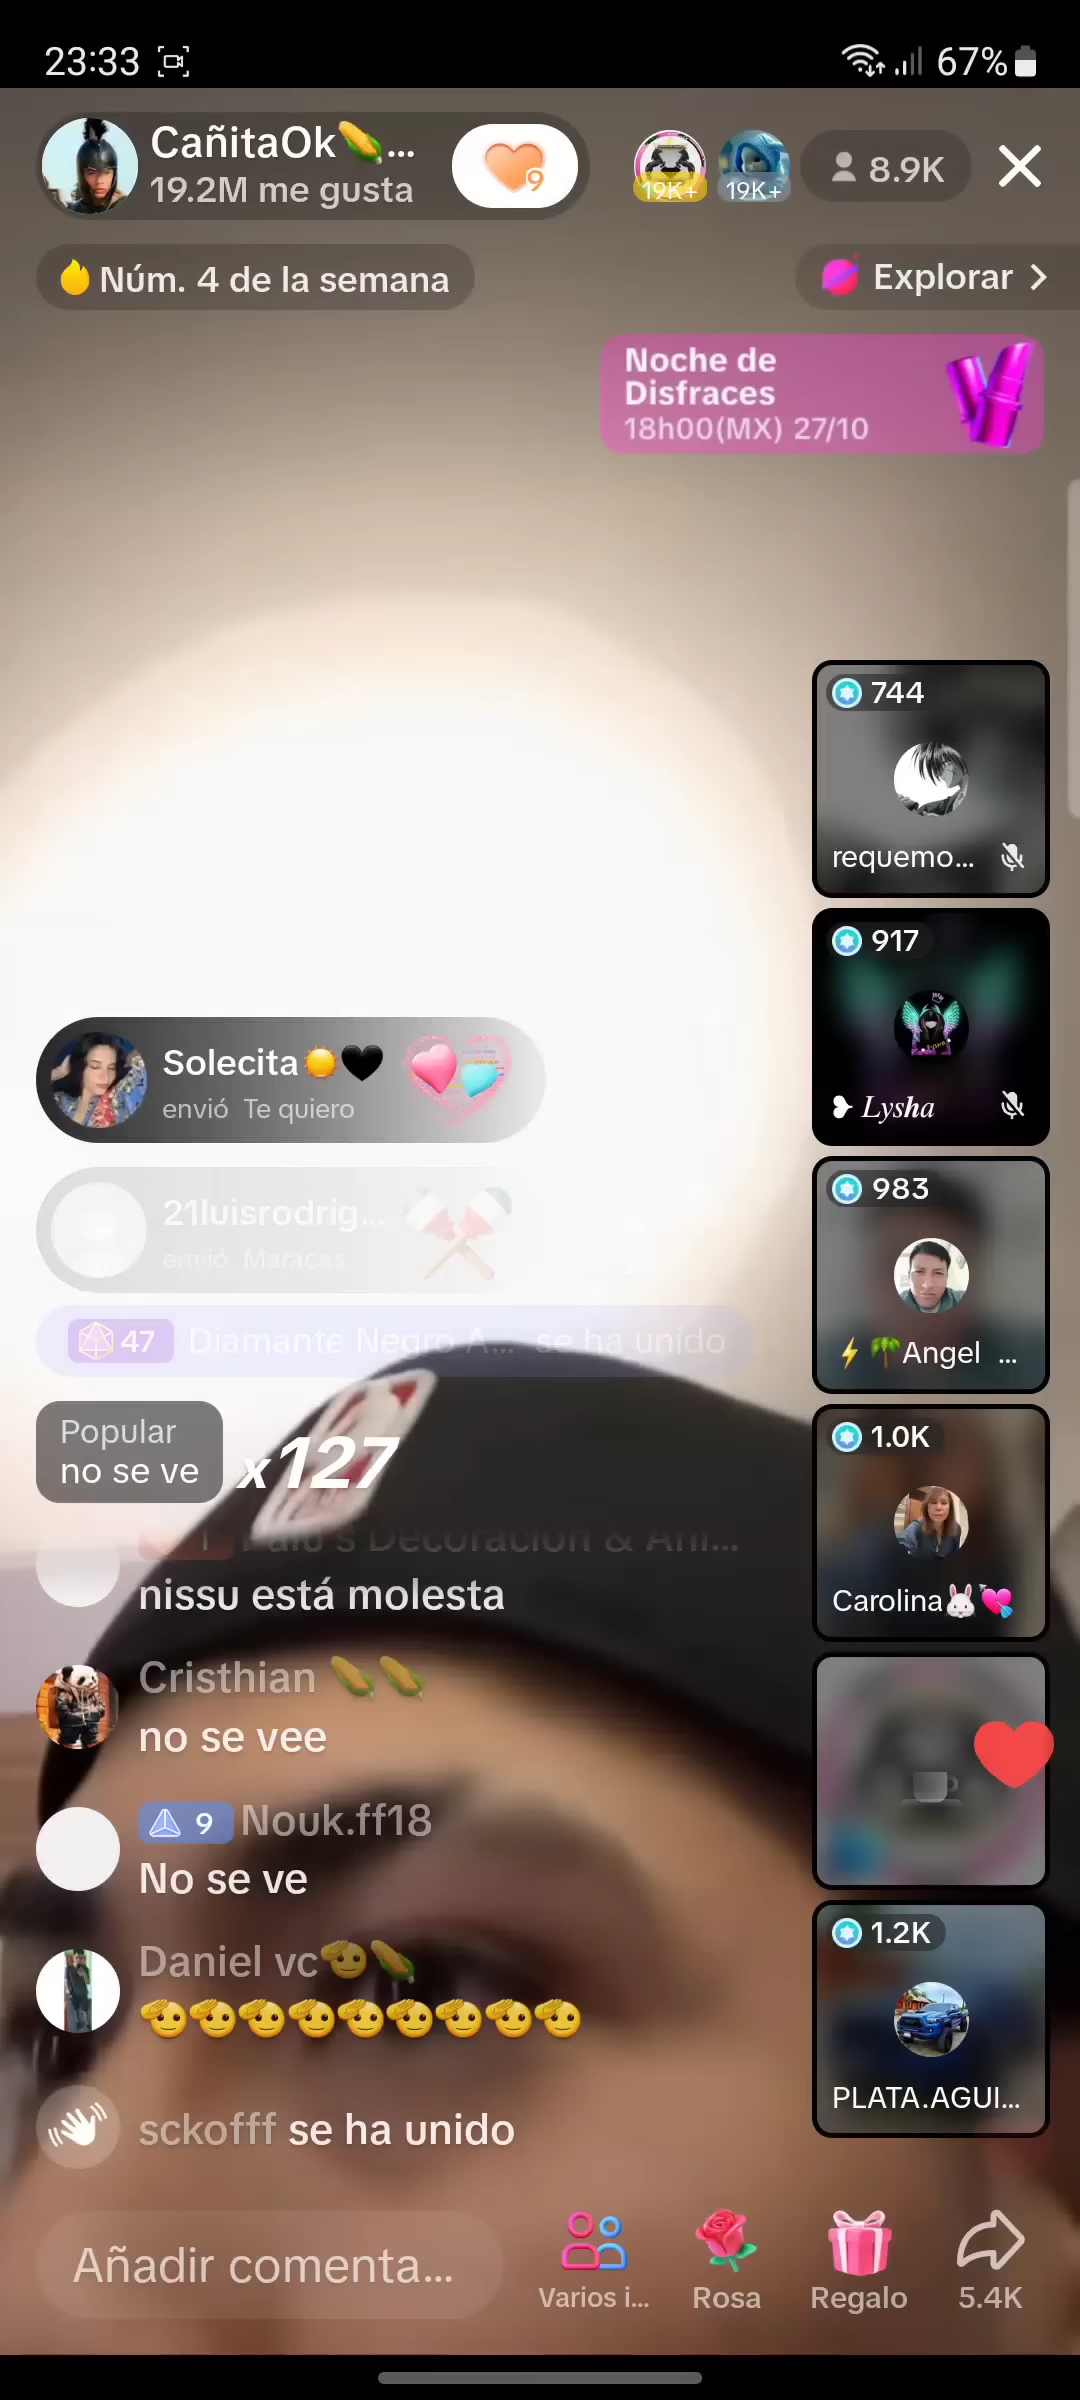 23:33
67%
CañitaOk🌽...
19.2M me gusta
9
19K+
19K+
8.9K
Núm. 4 de la semana
Explorar
Noche de
Disfraces
18h00(MX) 27/10
744
requemo...
917
❥ Lysha
983
⚡🌴Angel ...
1.0K
Carolina🐰💘
1.2K
PLATA.AGUI...
Solecita☀️🖤
envió Te quiero
21luisrodrig...
envió Maracas
47 Diamante Negro A... se ha unido
Popular
no se ve
x127
1 Palo's Decoracion & Ani...
nissu está molesta
Cristhian 🌽🌽
no se vee
9 Nouk.ff18
No se ve
Daniel vc🫡🌽
🫡🫡🫡🫡🫡🫡🫡🫡🫡
sckofff se ha unido
Añadir comenta...
Varios i...
Rosa
Regalo
5.4K